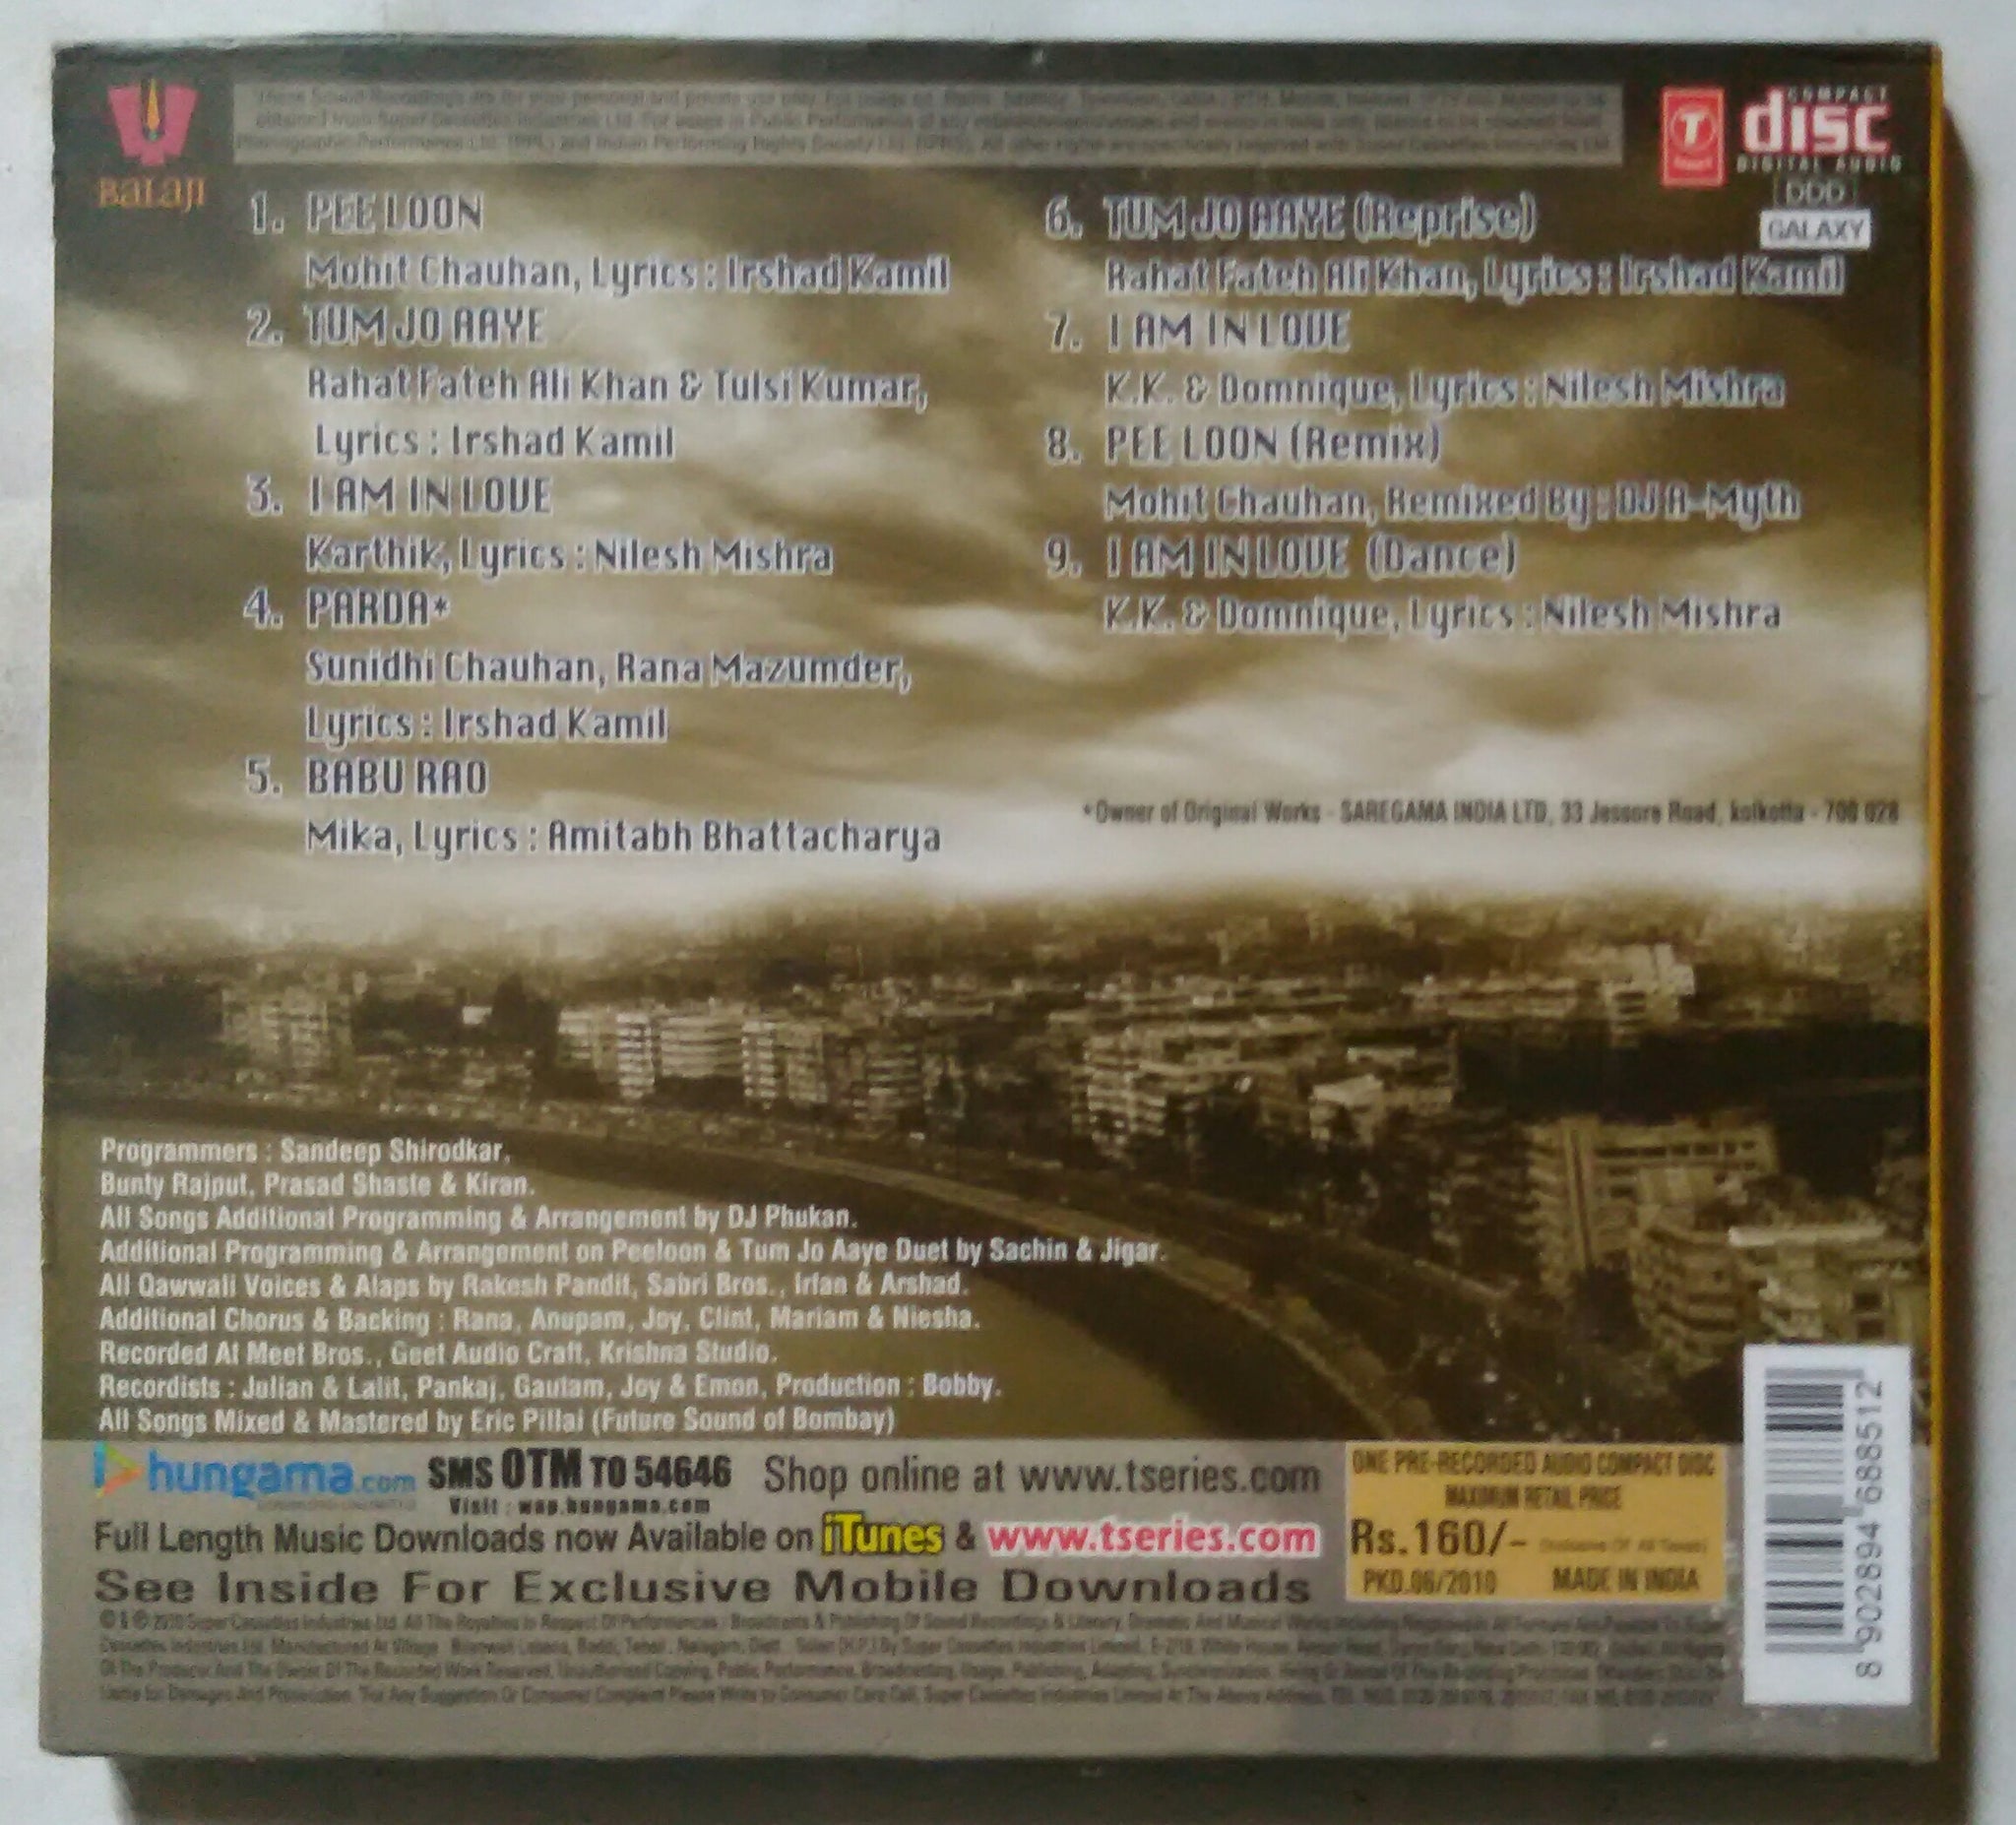 BALAJI
COMPACT
disc
DIGITAL AUDIO
DDD
GALAXY
T
1. PEE LOON
Mohit Chauhan, Lyrics : Irshad Kamil
2. TUM JO AAYE
Rahat Fateh Ali Khan & Tulsi Kumar,
Lyrics : Irshad Kamil
3. I AM IN LOVE
Karthik, Lyrics : Nilesh Mishra
4. PARDA*
Sunidhi Chauhan, Rana Mazumder,
Lyrics : Irshad Kamil
5. BABU RAO
Mika, Lyrics : Amitabh Bhattacharya
6. TUM JO AAYE (Reprise)
Rahat Fateh Ali Khan, Lyrics : Irshad Kamil
7. I AM IN LOVE
K.K. & Domnique, Lyrics : Nilesh Mishra
8. PEE LOON (Remix)
Mohit Chauhan, Remixed By : DJ A-Myth
9. I AM IN LOVE (Dance)
K.K. & Domnique, Lyrics : Nilesh Mishra
*Owner of Original Works - SAREGAMA INDIA LTD, 33 Jessore Road, kolkotta - 700 028
Programmers : Sandeep Shirodkar,
Bunty Rajput, Prasad Shaste & Kiran.
All Songs Additional Programming & Arrangement by DJ Phukan.
Additional Programming & Arrangement on Peeloon & Tum Jo Aaye Duet by Sachin & Jigar.
All Qawwali Voices & Alaps by Rakesh Pandit, Sabri Bros., Irfan & Arshad.
Additional Chorus & Backing : Rana, Anupam, Joy, Clint, Mariam & Niesha.
Recorded At Meet Bros., Geet Audio Craft, Krishna Studio.
Recordists : Julian & Lalit, Pankaj, Gautam, Joy & Emon, Production : Bobby.
All Songs Mixed & Mastered by Eric Pillai (Future Sound of Bombay)
hungama.com SMS OTM TO 54646 Shop online at www.tseries.com
Visit : wap.hungama.com
Full Length Music Downloads now Available on iTunes & www.tseries.com
See Inside For Exclusive Mobile Downloads
ONE PRE-RECORDED AUDIO COMPACT DISC
MAXIMUM RETAIL PRICE
Rs.160/- (Inclusive Of All Taxes)
PKD.06/2010 MADE IN INDIA
8 902894 688512